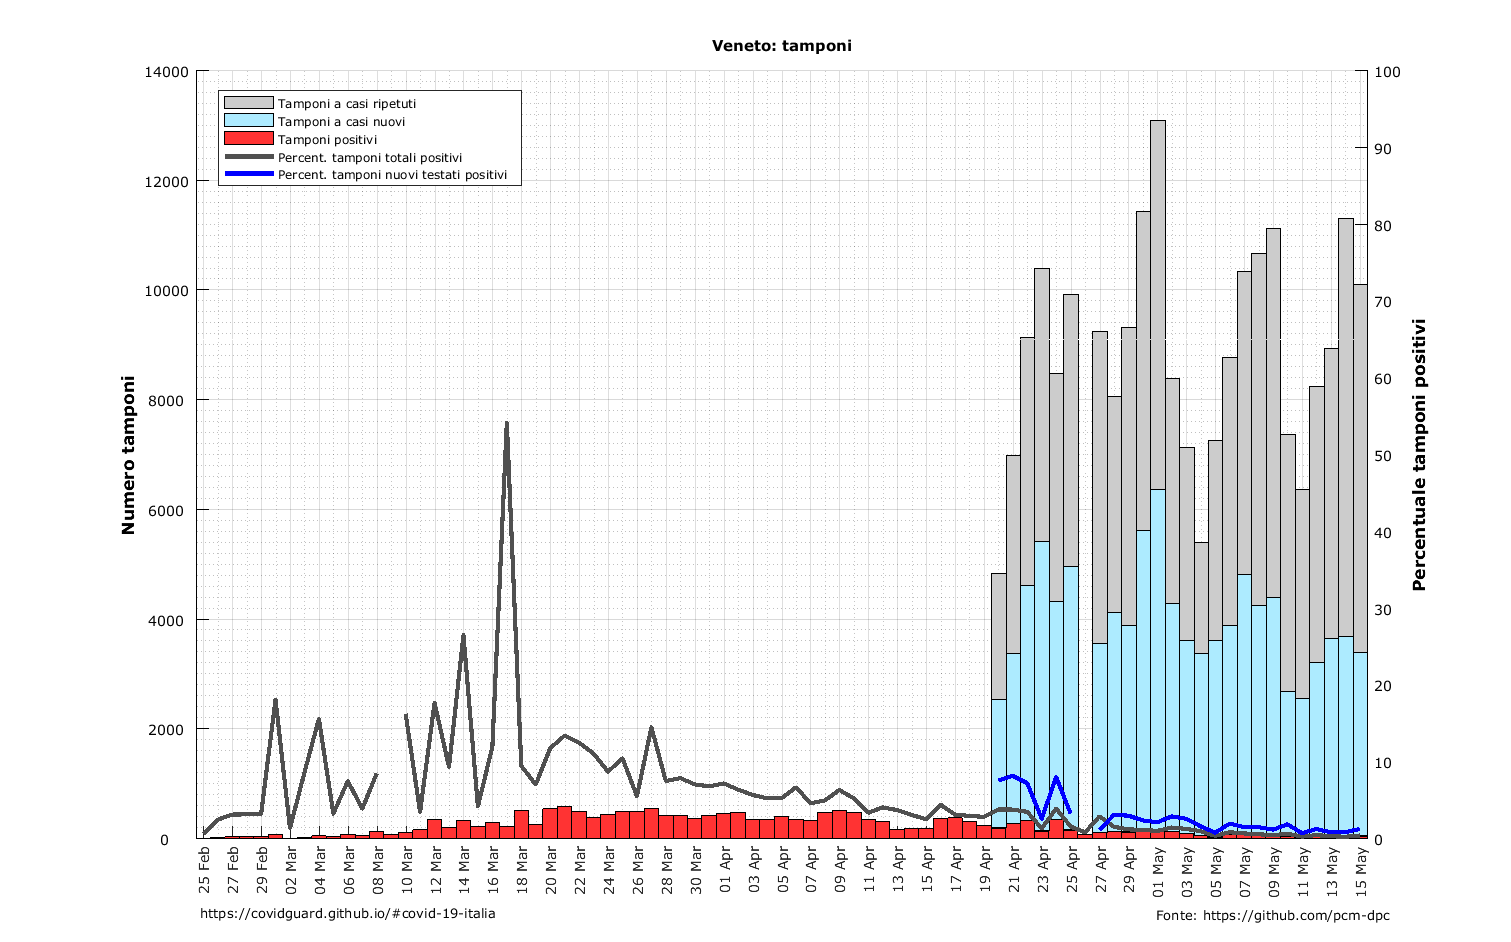 Veneto: tamponi
14000
12000
10000
8000
6000
4000
2000
0
Numero tamponi
Tamponi a casi ripetuti
Tamponi a casi nuovi
Tamponi positivi
Percent. tamponi totali positivi
Percent. tamponi nuovi testati positivi
100
90
80
70
60
50
40
30
20
10
0
Percentuale tamponi positivi
25 Feb
27 Feb
29 Feb
02 Mar
04 Mar
06 Mar
08 Mar
10 Mar
12 Mar
14 Mar
16 Mar
18 Mar
20 Mar
22 Mar
24 Mar
26 Mar
28 Mar
30 Mar
01 Apr
03 Apr
05 Apr
07 Apr
09 Apr
11 Apr
13 Apr
15 Apr
17 Apr
19 Apr
21 Apr
23 Apr
25 Apr
27 Apr
29 Apr
01 May
03 May
05 May
07 May
09 May
11 May
13 May
15 May
https://covidguard.github.io/#covid-19-italia
Fonte: https://github.com/pcm-dpc